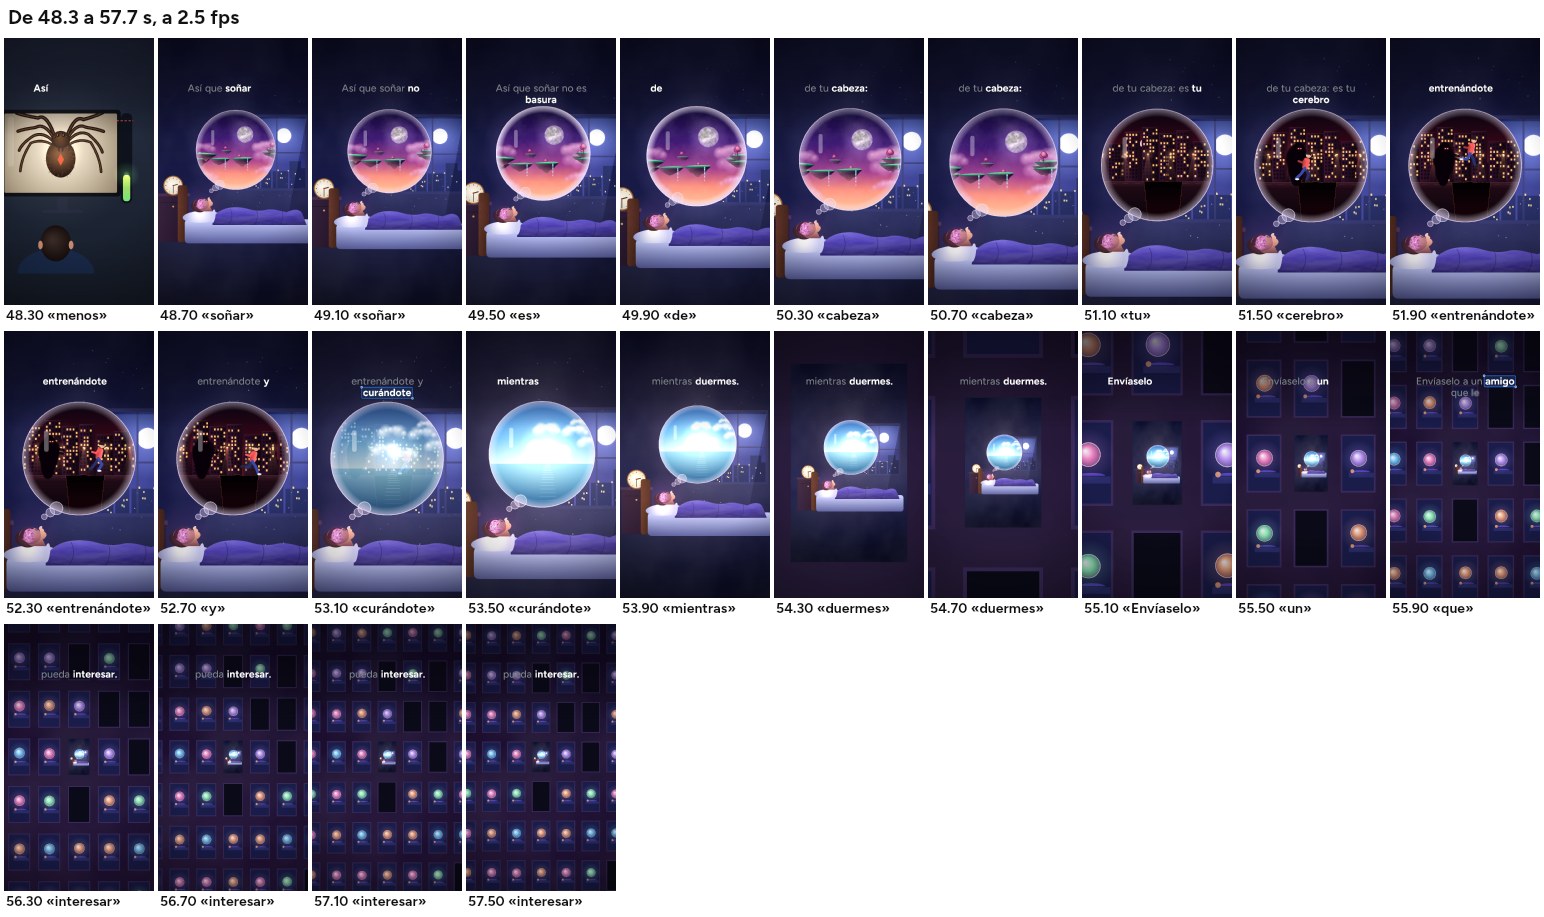 De 48.3 a 57.7 s, a 2.5 fps
Así
Así que soñar
Así que soñar no
Así que soñar no es
basura
de
de tu cabeza:
de tu cabeza:
de tu cabeza: es tu
de tu cabeza: es tu
cerebro
entrenándote
48.30 «menos»
48.70 «soñar»
49.10 «soñar»
49.50 «es»
49.90 «de»
50.30 «cabeza»
50.70 «cabeza»
51.10 «tu»
51.50 «cerebro»
51.90 «entrenándote»
entrenándote
entrenándote y
entrenándote y
curándote
mientras
mientras duermes.
mientras duermes.
mientras duermes.
Envíaselo
Envíaselo a un
Envíaselo a un amigo
que le
52.30 «entrenándote»
52.70 «y»
53.10 «curándote»
53.50 «curándote»
53.90 «mientras»
54.30 «duermes»
54.70 «duermes»
55.10 «Envíaselo»
55.50 «un»
55.90 «que»
pueda interesar.
pueda interesar.
pueda interesar.
pueda interesar.
56.30 «interesar»
56.70 «interesar»
57.10 «interesar»
57.50 «interesar»